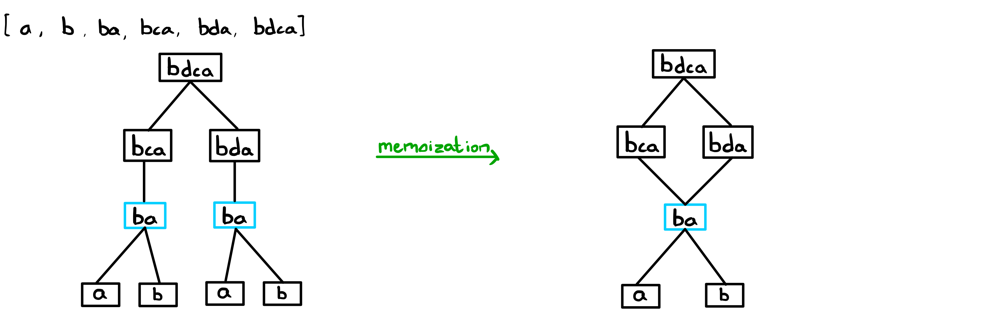 [ a, b, ba, bca, bda, bdca]
bdca
bca bda
ba ba
a b a b
memoization
bdca
bca bda
ba
a b